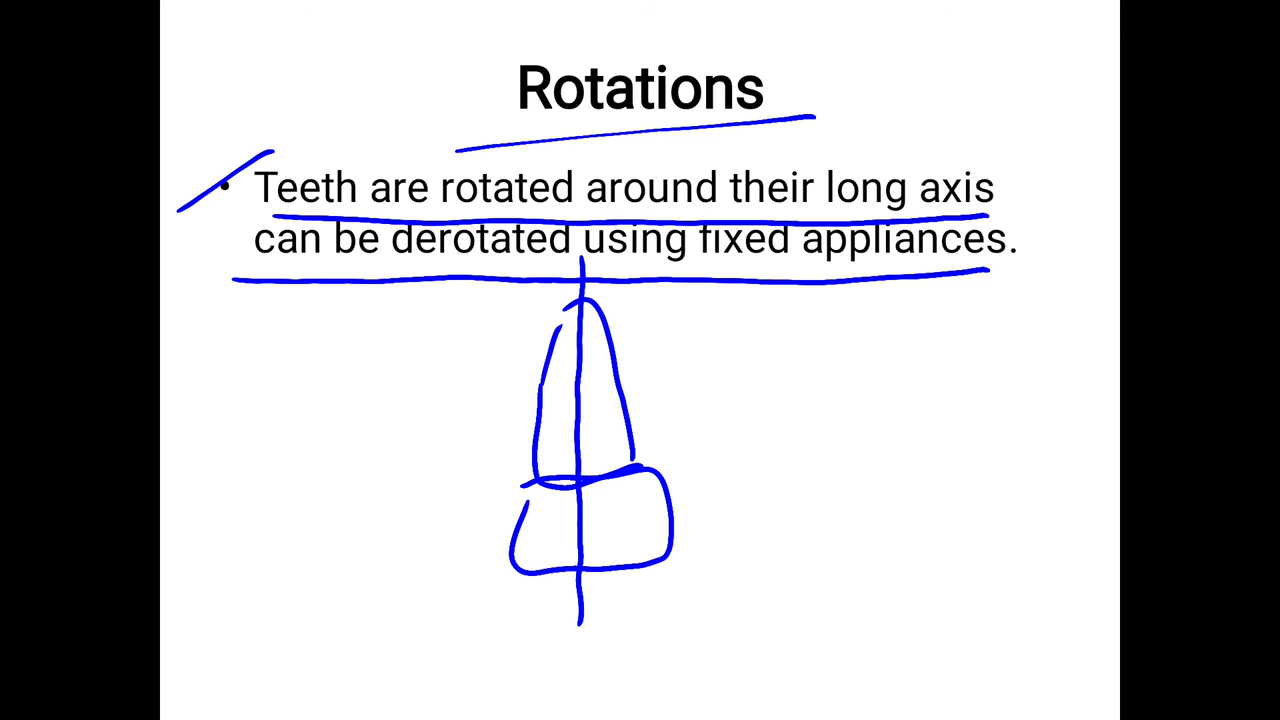 Rotations
• Teeth are rotated around their long axis
can be derotated using fixed appliances.